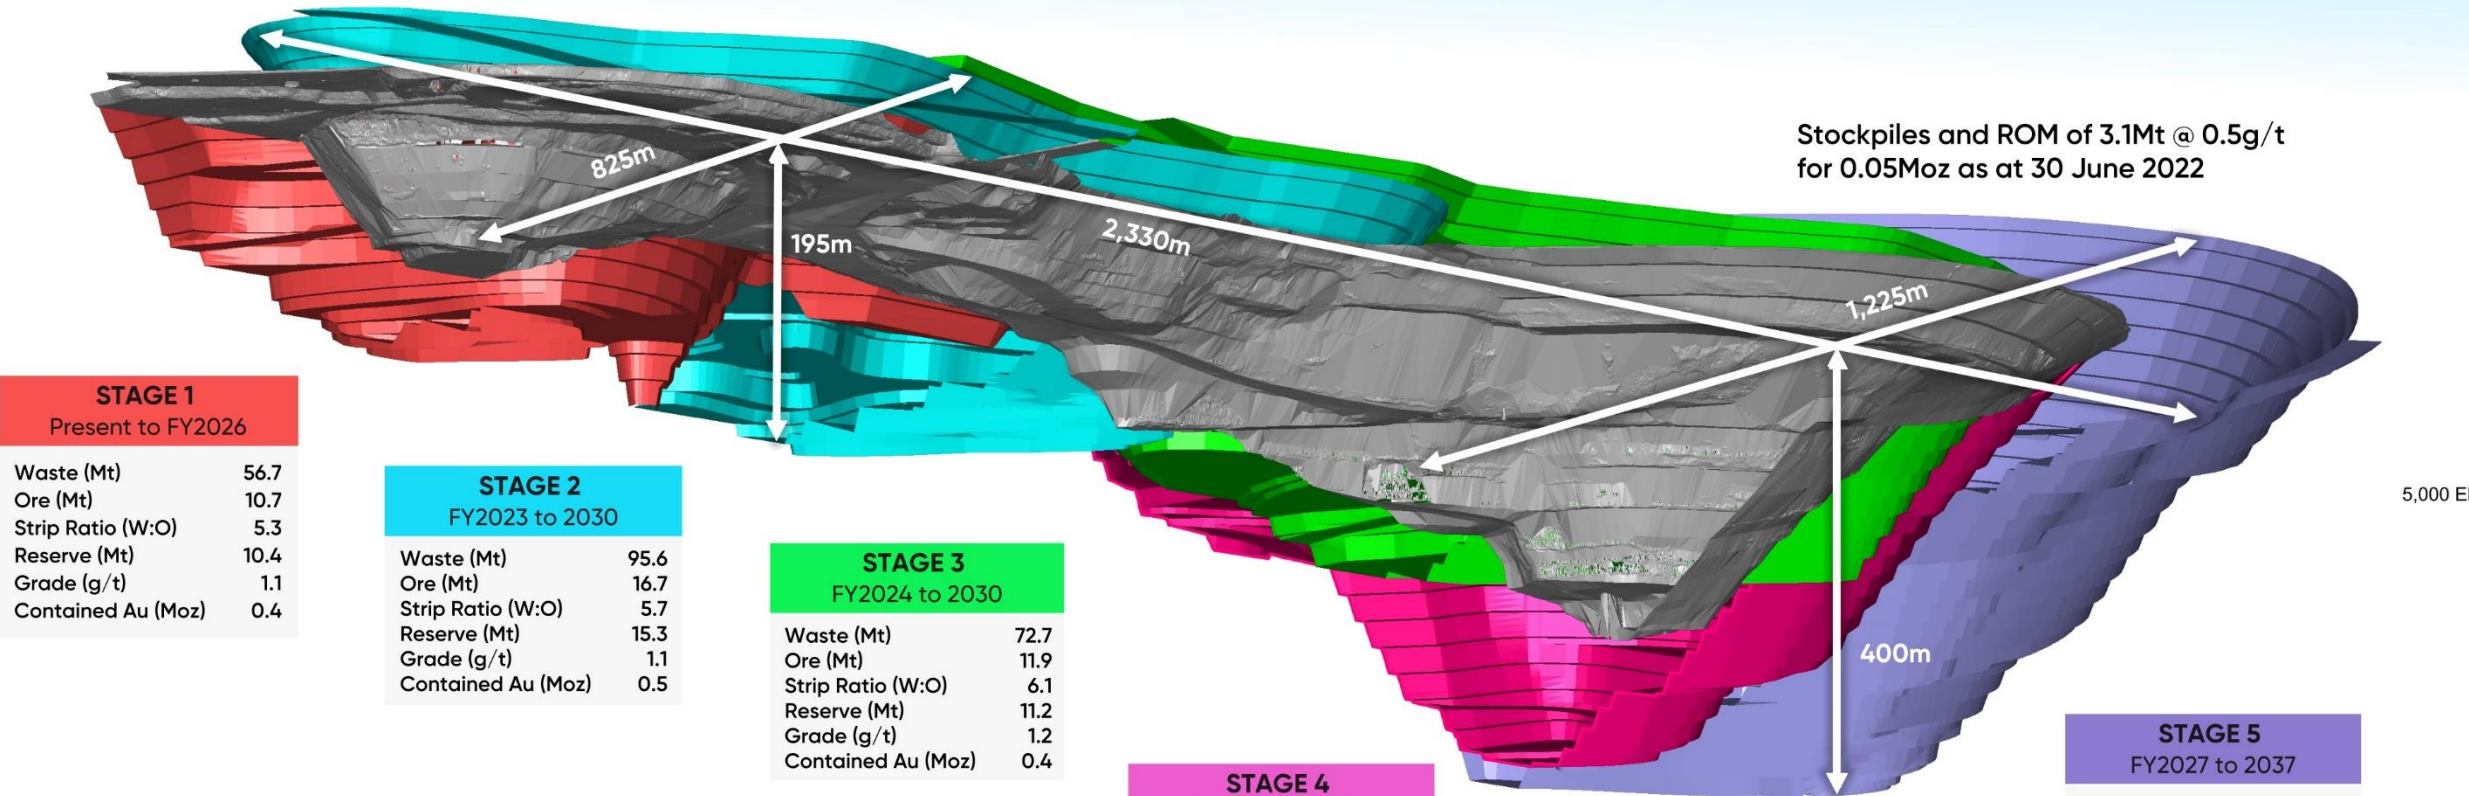 Stockpiles and ROM of 3.1Mt @ 0.5g/t
for 0.05Moz as at 30 June 2022
825m
195m
2,330m
1,225m
400m
5,000
STAGE 1
Present to FY2026
Waste (Mt) 56.7
Ore (Mt) 10.7
Strip Ratio (W:O) 5.3
Reserve (Mt) 10.4
Grade (g/t) 1.1
Contained Au (Moz) 0.4
STAGE 2
FY2023 to 2030
Waste (Mt) 95.6
Ore (Mt) 16.7
Strip Ratio (W:O) 5.7
Reserve (Mt) 15.3
Grade (g/t) 1.1
Contained Au (Moz) 0.5
STAGE 3
FY2024 to 2030
Waste (Mt) 72.7
Ore (Mt) 11.9
Strip Ratio (W:O) 6.1
Reserve (Mt) 11.2
Grade (g/t) 1.2
Contained Au (Moz) 0.4
STAGE 4
STAGE 5
FY2027 to 2037